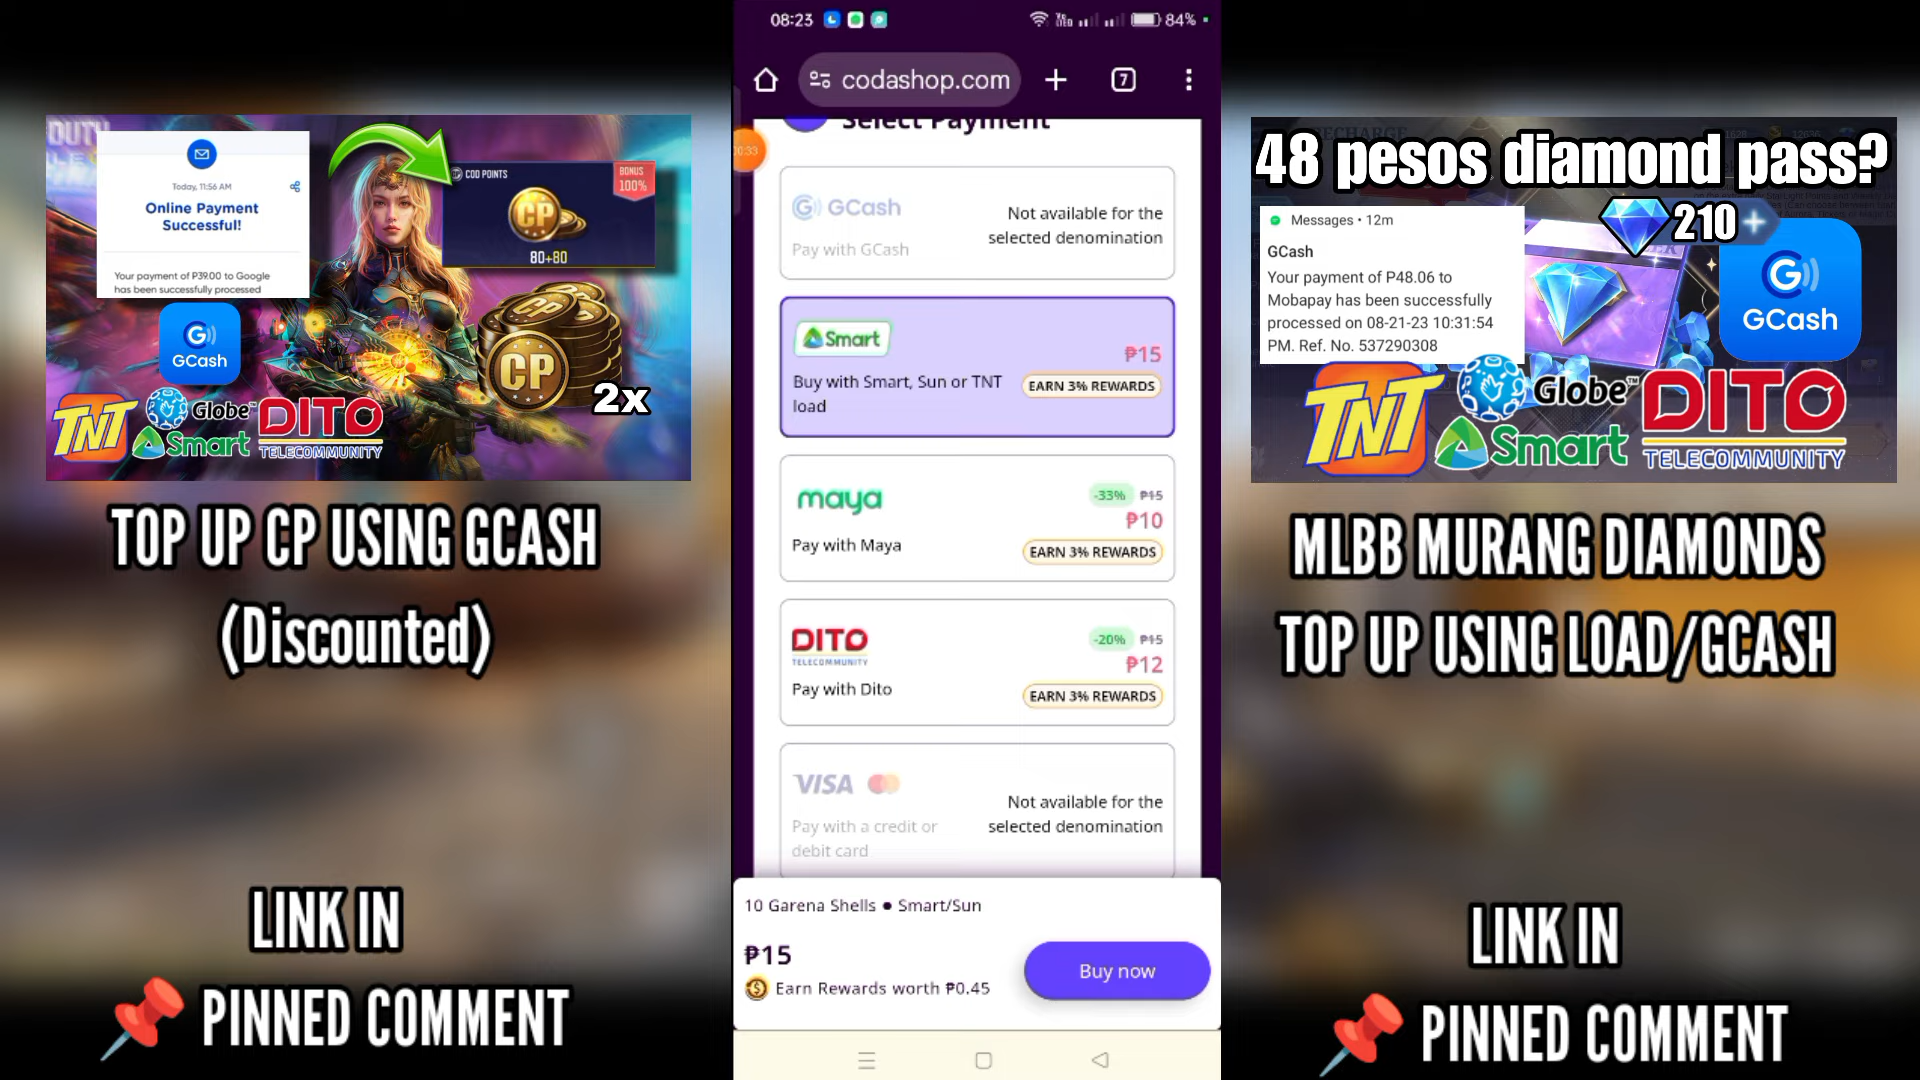 DUTY
Today, 11:56 AM
Online Payment
Successful!
Your payment of P39.00 to Google
has been successfully processed
G))
GCash
COD POINTS
BONUS
100%
CP
80+80
CP
2x
TNT
Globe
Smart
DITO
TELECOMMUNITY
TOP UP CP USING GCASH
(Discounted)
LINK IN
PINNED COMMENT
08:23
84%
codashop.com
7
00:33
Select Payment
GCash
Pay with GCash
Not available for the
selected denomination
Smart
Buy with Smart, Sun or TNT
load
₱15
EARN 3% REWARDS
maya
Pay with Maya
-33% ₱15
₱10
EARN 3% REWARDS
DITO
TELECOMMUNITY
Pay with Dito
-20% ₱15
₱12
EARN 3% REWARDS
VISA
Pay with a credit or
debit card
Not available for the
selected denomination
10 Garena Shells ● Smart/Sun
₱15
Earn Rewards worth ₱0.45
Buy now
48 pesos diamond pass?
Messages • 12m
GCash
Your payment of P48.06 to
Mobapay has been successfully
processed on 08-21-23 10:31:54
PM. Ref. No. 537290308
210+
G))
GCash
TNT
Globe™
Smart
DITO
TELECOMMUNITY
MLBB MURANG DIAMONDS
TOP UP USING LOAD/GCASH
LINK IN
PINNED COMMENT